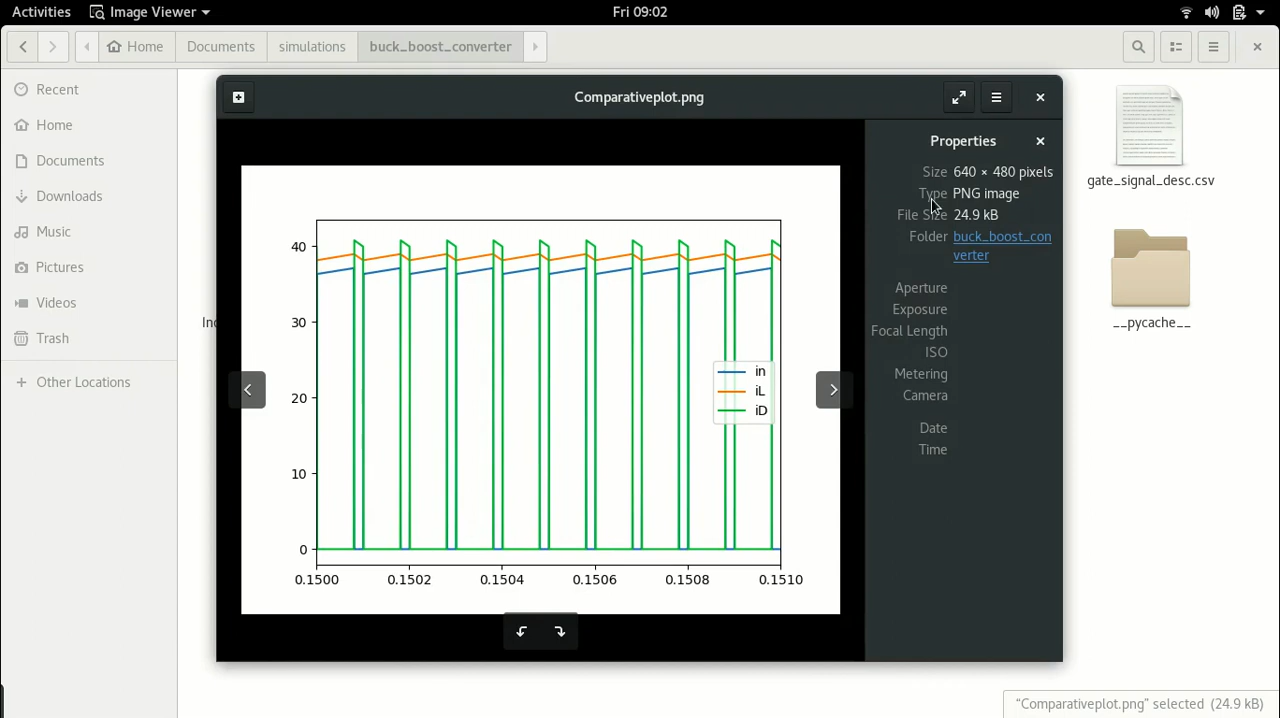 Activities Image Viewer Fri 09:02
Home Documents simulations buck_boost_converter
Recent
Home
Documents
Downloads
Music
Pictures
Videos
Trash
Other Locations
Comparativeplot.png
40
30
20
10
0
0.1500 0.1502 0.1504 0.1506 0.1508 0.1510
in
iL
iD
Properties
Size 640 × 480 pixels
Type PNG image
File Size 24.9 kB
Folder buck_boost_con
verter
Aperture
Exposure
Focal Length
ISO
Metering
Camera
Date
Time
gate_signal_desc.csv
__pycache__
"Comparativeplot.png" selected (24.9 kB)